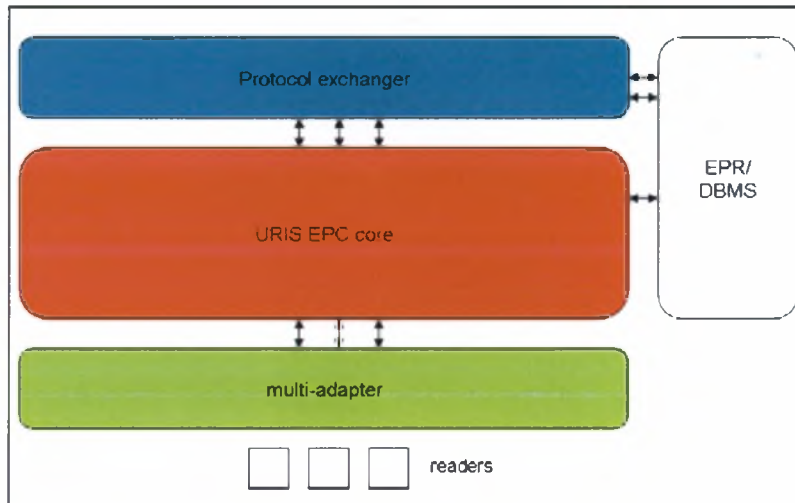 Protocol exchanger
EPR/
DBMS
URIS EPC core
multi-adapter
readers